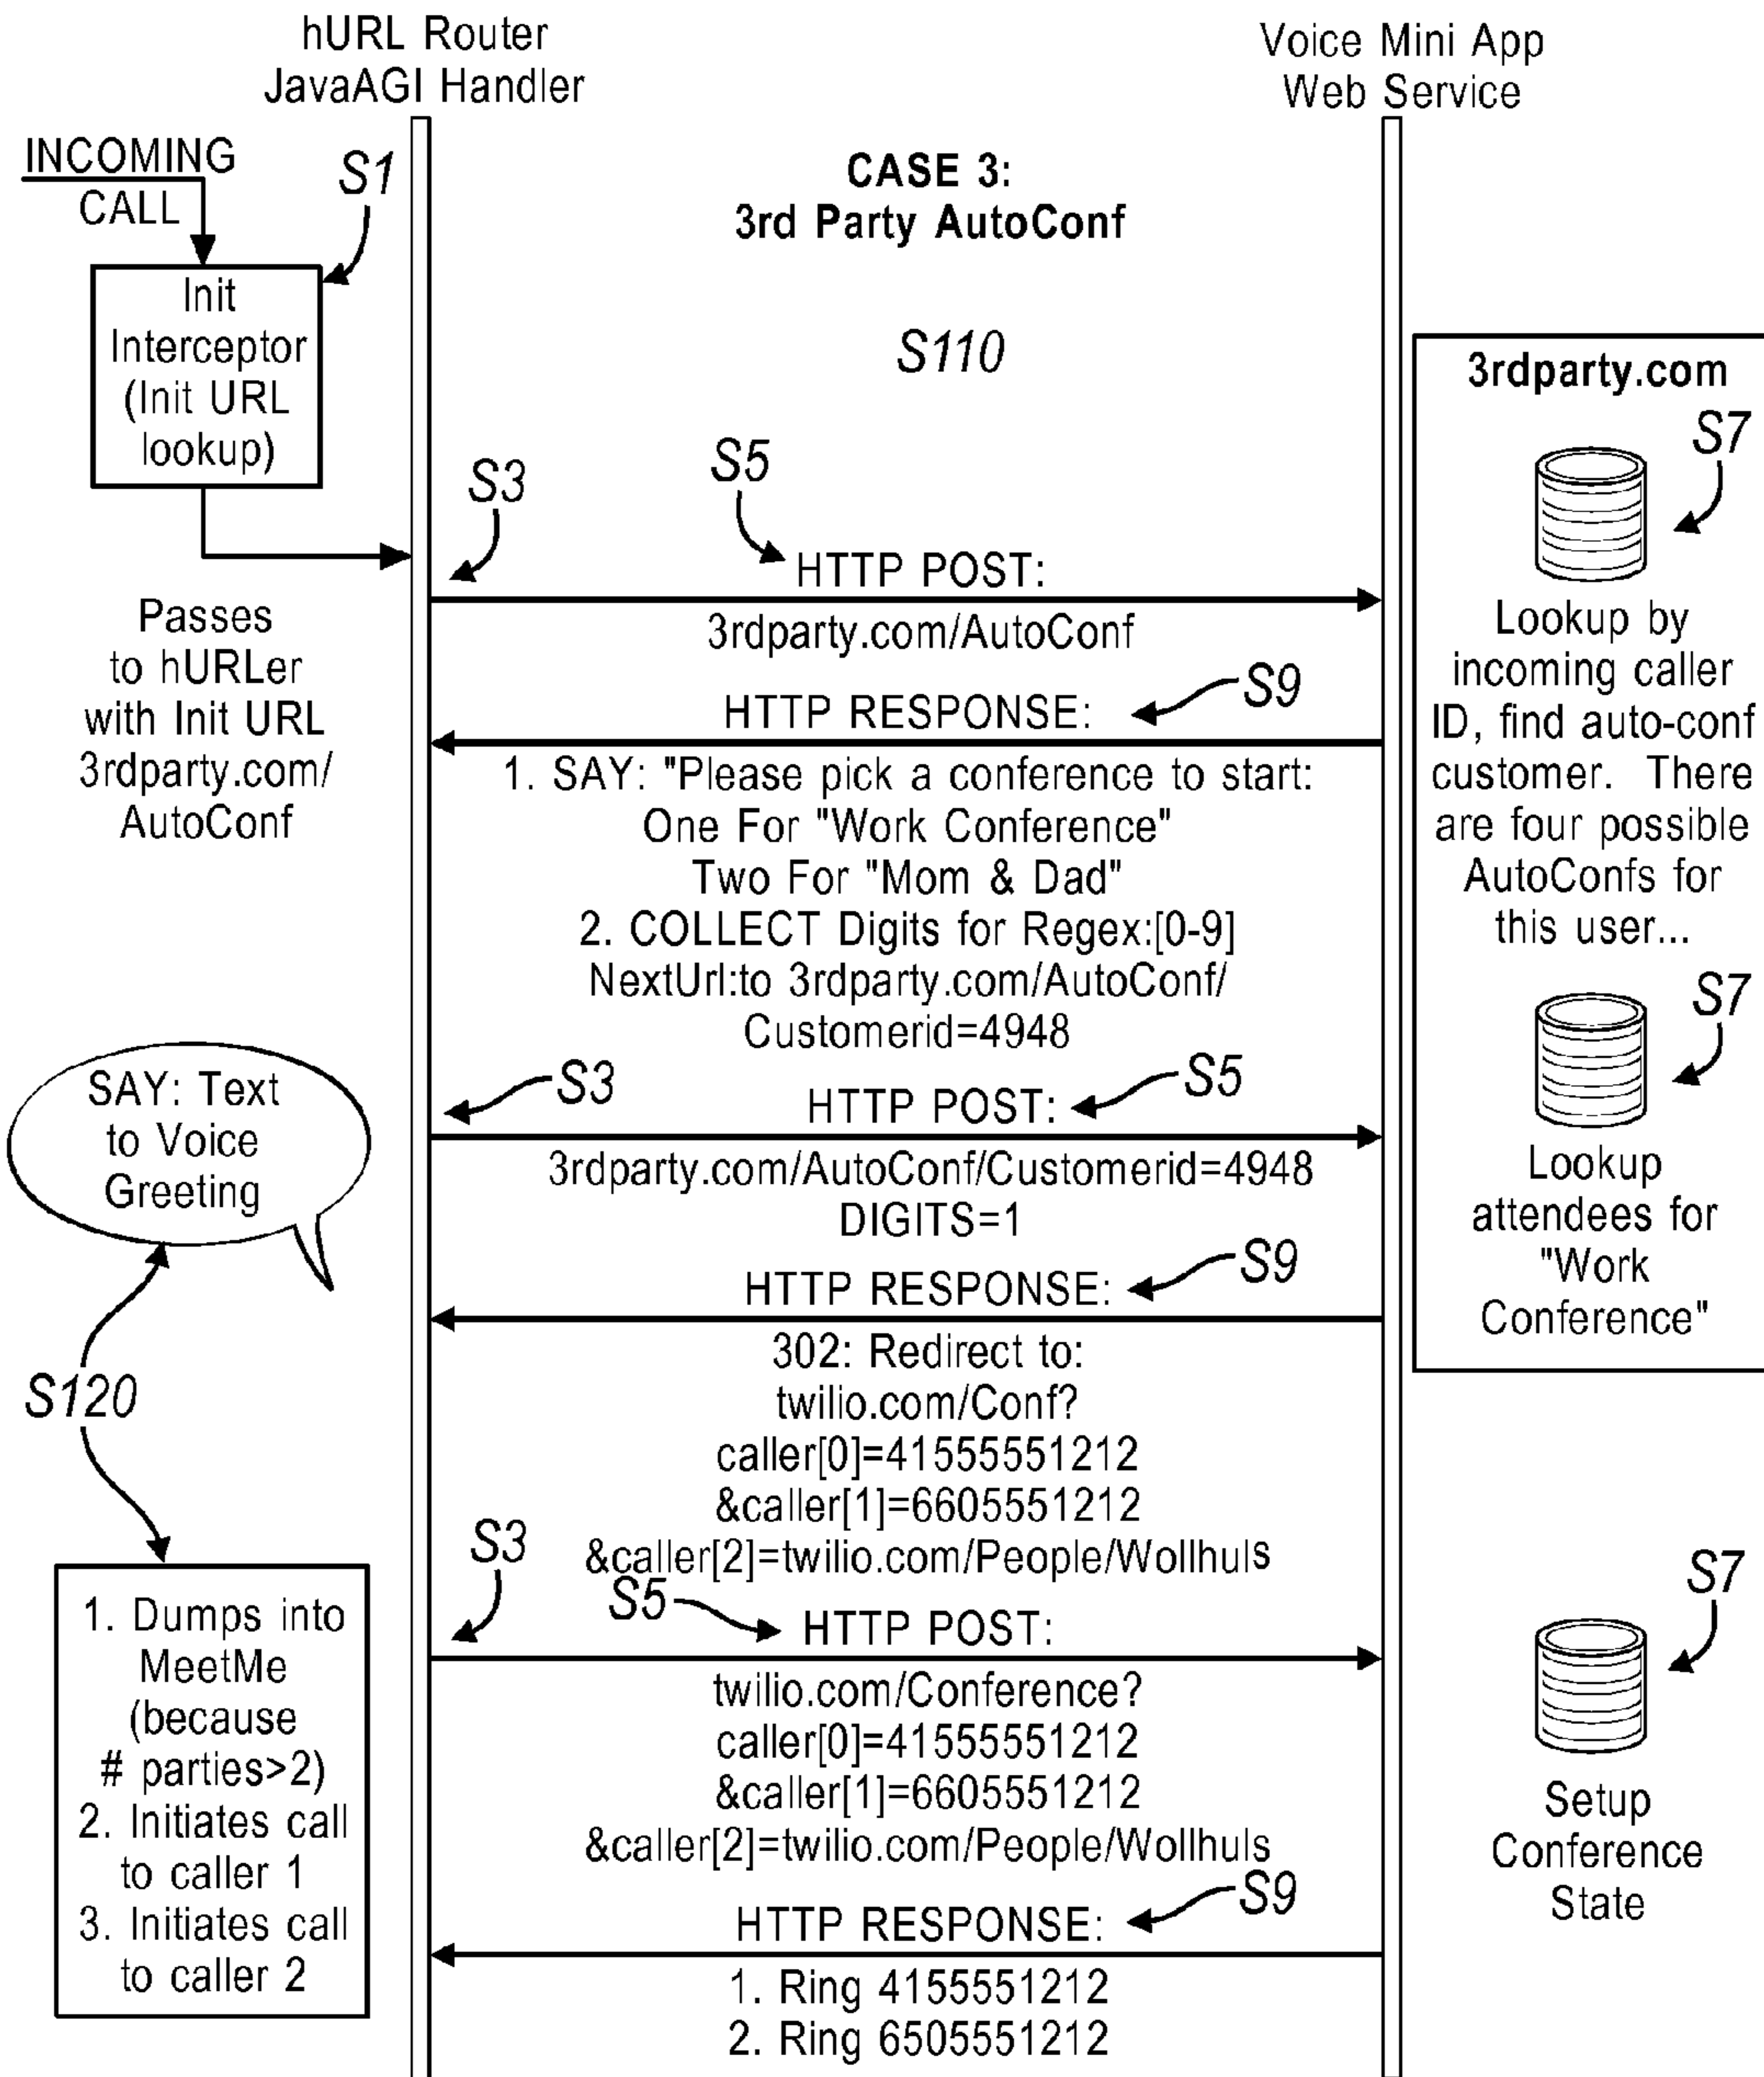 hURL Router
JavaAGI Handler
Voice Mini App
Web Service
INCOMING
CALL
S1
Init
Interceptor
(Init URL
lookup)
Passes
to hURLer
with Init URL
3rdparty.com/
AutoConf
CASE 3:
3rd Party AutoConf
S110
S3
S5
HTTP POST:
3rdparty.com/AutoConf
HTTP RESPONSE:
S9
1. SAY: "Please pick a conference to start:
One For "Work Conference"
Two For "Mom & Dad"
2. COLLECT Digits for Regex:[0-9]
NextUrl:to 3rdparty.com/AutoConf/
Customerid=4948
S3
HTTP POST:
S5
3rdparty.com/AutoConf/Customerid=4948
DIGITS=1
HTTP RESPONSE:
S9
302: Redirect to:
twilio.com/Conf?
caller[0]=41555551212
&caller[1]=6605551212
&caller[2]=twilio.com/People/Wollhuls
S3
S5
HTTP POST:
twilio.com/Conference?
caller[0]=41555551212
&caller[1]=6605551212
&caller[2]=twilio.com/People/Wollhuls
S9
HTTP RESPONSE:
1. Ring 4155551212
2. Ring 6505551212
SAY: Text
to Voice
Greeting
S120
1. Dumps into
MeetMe
(because
# parties>2)
2. Initiates call
to caller 1
3. Initiates call
to caller 2
3rdparty.com
S7
Lookup by
incoming caller
ID, find auto-conf
customer. There
are four possible
AutoConfs for
this user...
S7
Lookup
attendees for
"Work
Conference"
S7
Setup
Conference
State